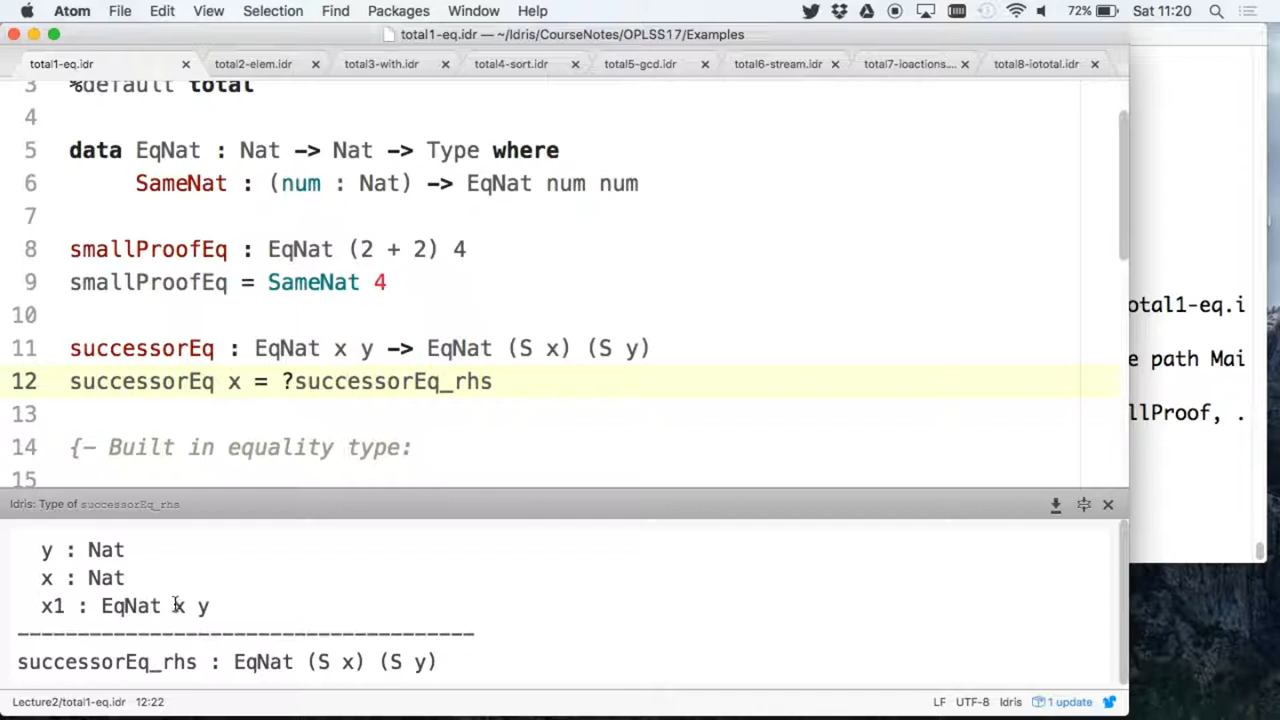 Atom File Edit View Selection Find Packages Window Help 72% Sat 11:20
total1-eq.idr — ~/Idris/CourseNotes/OPLSS17/Examples
total1-eq.idr total2-elem.idr total3-with.idr total4-sort.idr total5-gcd.idr total6-stream.idr total7-ioactions.... total8-iototal.idr
3 %default total
4
5 data EqNat : Nat -> Nat -> Type where
6 SameNat : (num : Nat) -> EqNat num num
7
8 smallProofEq : EqNat (2 + 2) 4
9 smallProofEq = SameNat 4
10
11 successorEq : EqNat x y -> EqNat (S x) (S y)
12 successorEq x = ?successorEq_rhs
13
14 {- Built in equality type:
15
otal1-eq.i
e path Mai
llProof, .
Idris: Type of successorEq_rhs
y : Nat
x : Nat
x1 : EqNat x y
--------------------------------------
successorEq_rhs : EqNat (S x) (S y)
Lecture2/total1-eq.idr 12:22 LF UTF-8 Idris 1 update